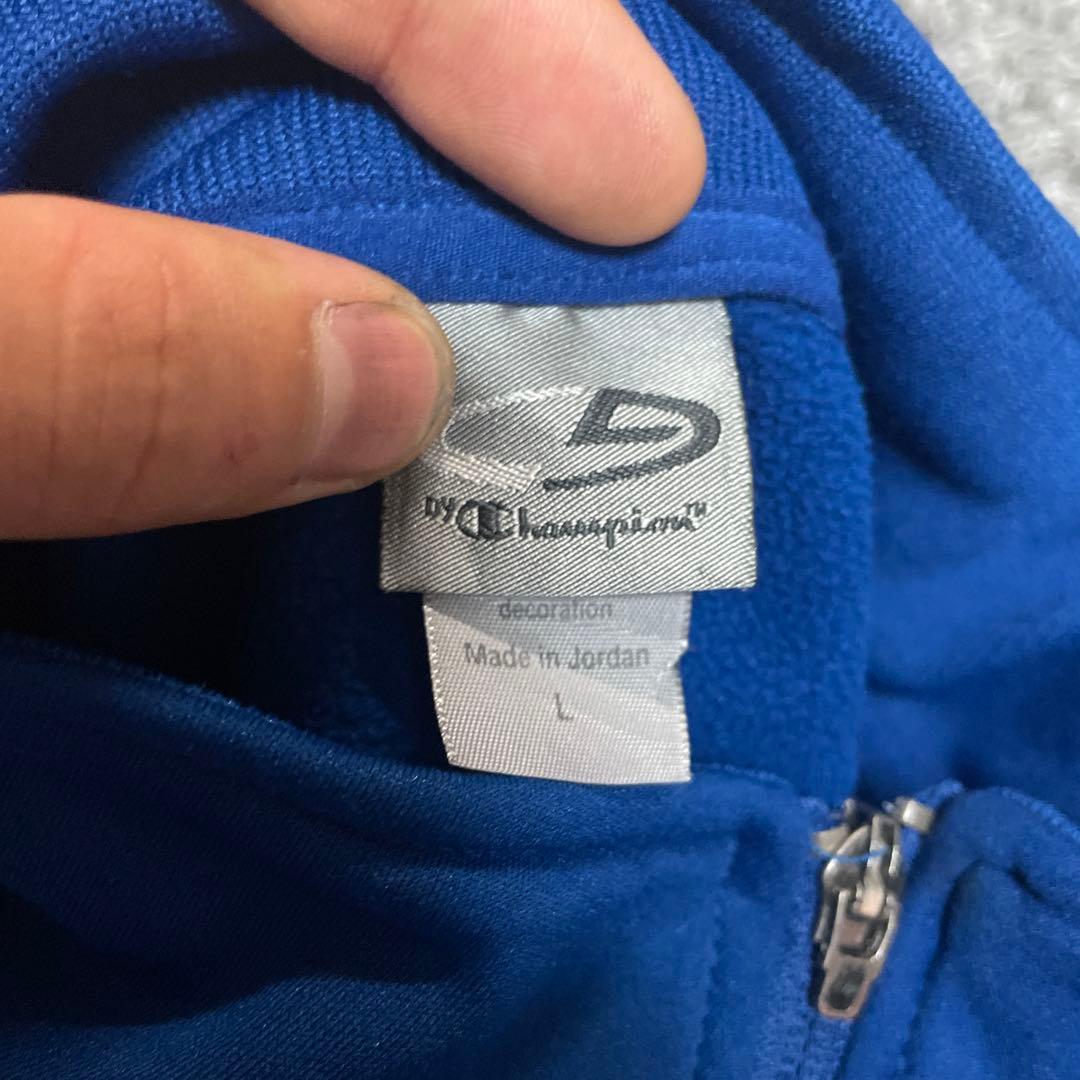 by Champion™
decoration
Made in Jordan
L